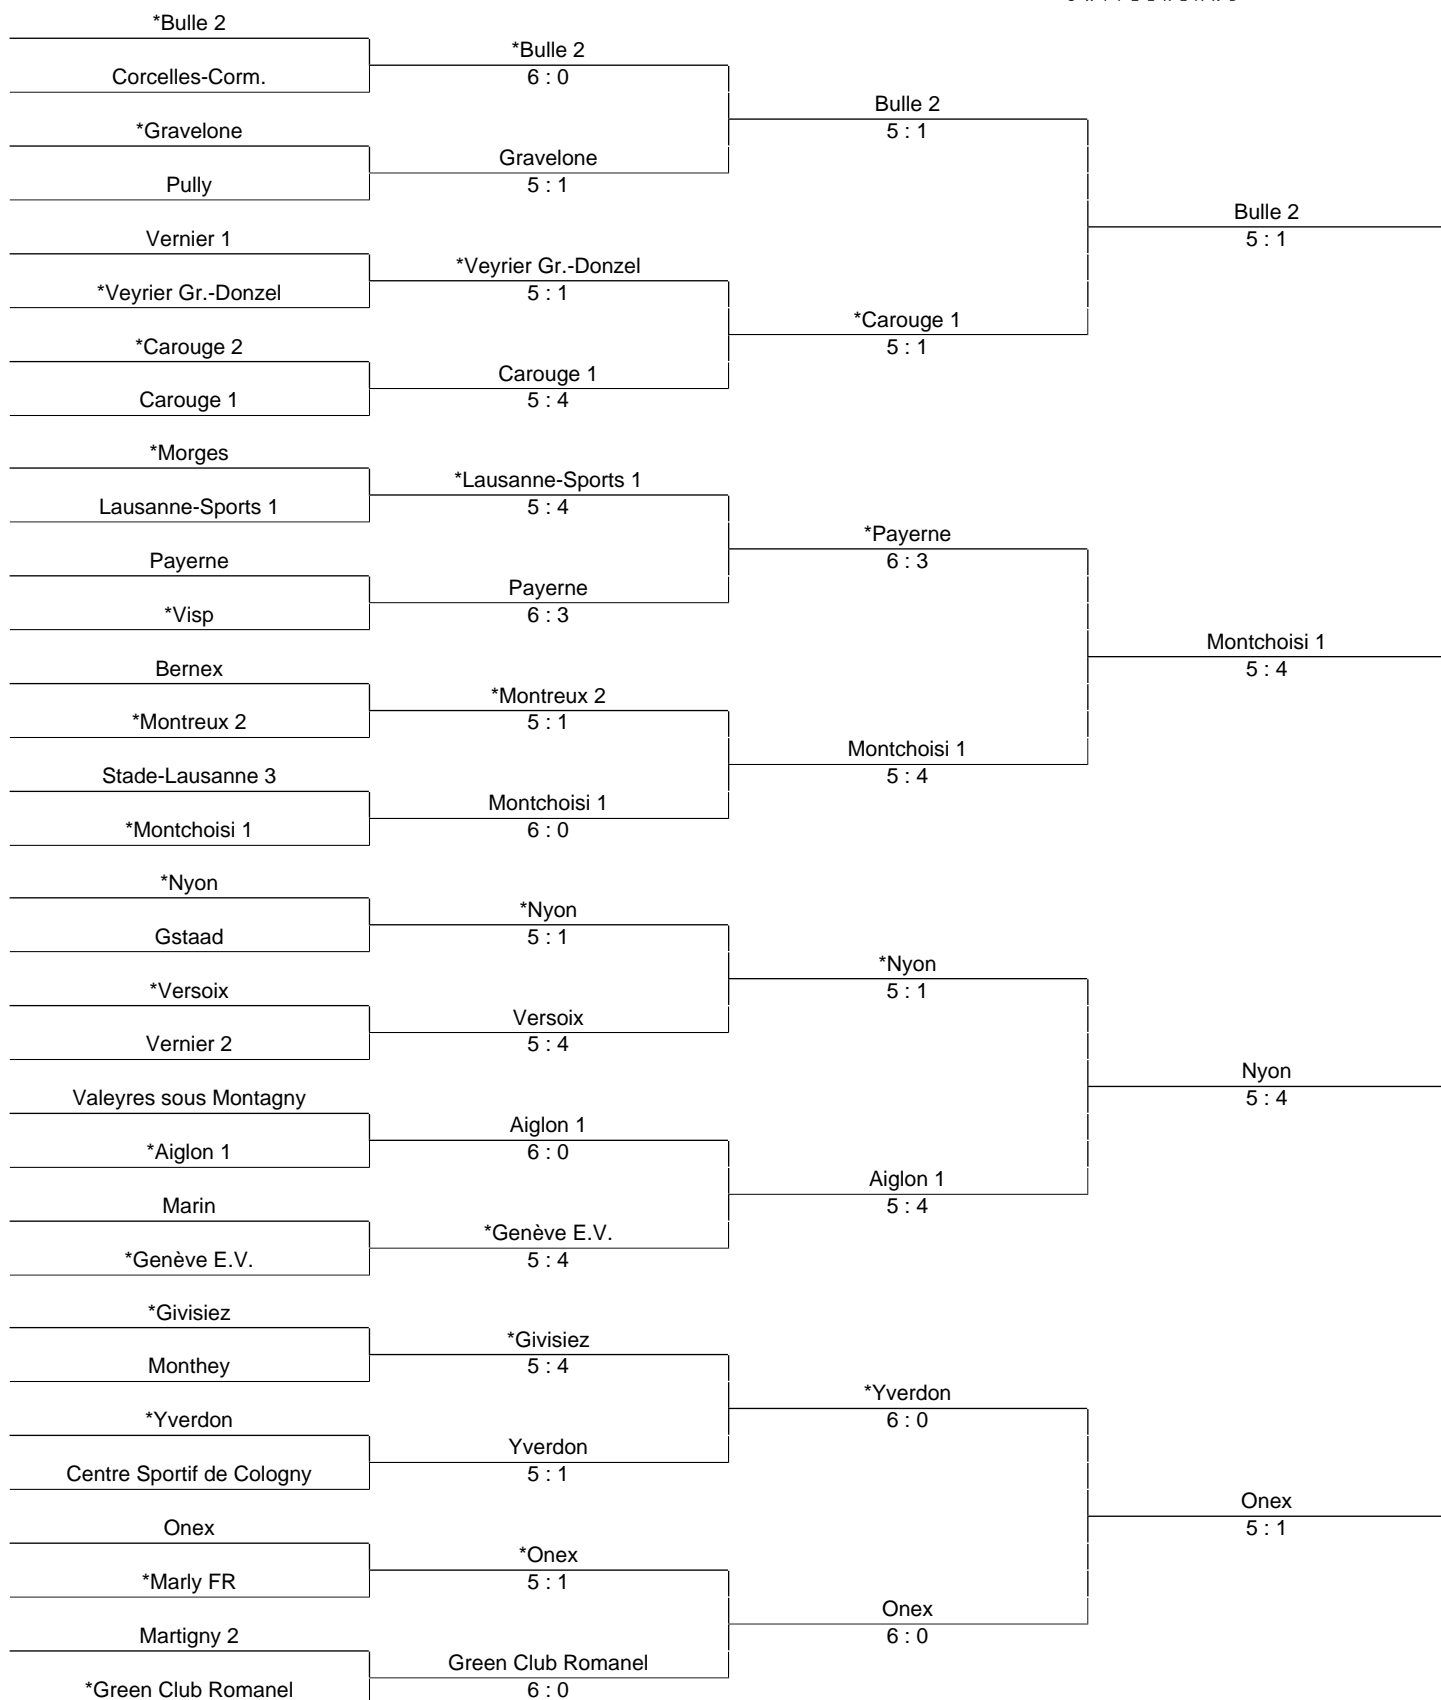 *Bulle 2
Corcelles-Corm.
*Gravelone
Pully
Vernier 1
*Veyrier Gr.-Donzel
*Carouge 2
Carouge 1
*Morges
Lausanne-Sports 1
Payerne
*Visp
Bernex
*Montreux 2
Stade-Lausanne 3
*Montchoisi 1
*Nyon
Gstaad
*Versoix
Vernier 2
Valeyres sous Montagny
*Aiglon 1
Marin
*Genève E.V.
*Givisiez
Monthey
*Yverdon
Centre Sportif de Cologny
Onex
*Marly FR
Martigny 2
*Green Club Romanel
*Bulle 2
6 : 0
Gravelone
5 : 1
*Veyrier Gr.-Donzel
5 : 1
Carouge 1
5 : 4
*Lausanne-Sports 1
5 : 4
Payerne
6 : 3
*Montreux 2
5 : 1
Montchoisi 1
6 : 0
*Nyon
5 : 1
Versoix
5 : 4
Aiglon 1
6 : 0
*Genève E.V.
5 : 4
*Givisiez
5 : 4
Yverdon
5 : 1
*Onex
5 : 1
Green Club Romanel
6 : 0
Bulle 2
5 : 1
*Carouge 1
5 : 1
*Payerne
6 : 3
Montchoisi 1
5 : 4
*Nyon
5 : 1
Aiglon 1
5 : 4
*Yverdon
6 : 0
Onex
6 : 0
Bulle 2
5 : 1
Montchoisi 1
5 : 4
Nyon
5 : 4
Onex
5 : 1